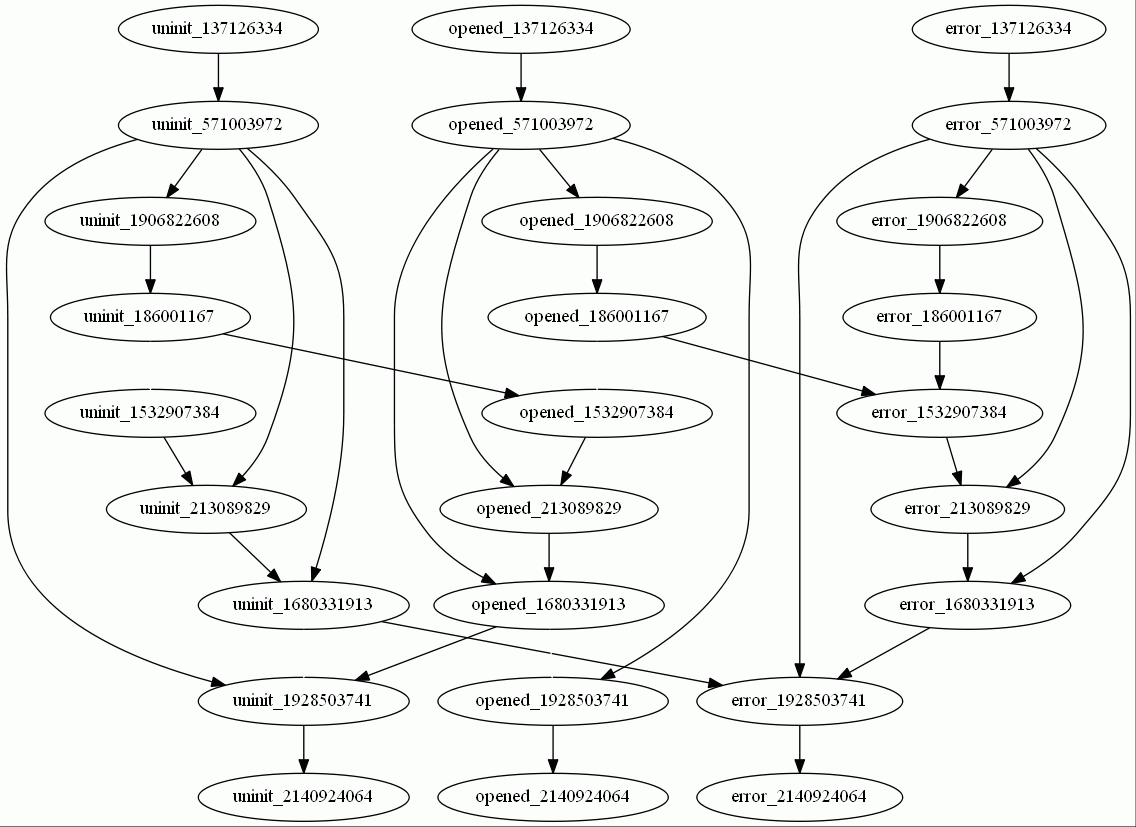 uninit_137126334
opened_137126334
error_137126334
uninit_571003972
opened_571003972
error_571003972
uninit_1906822608
opened_1906822608
error_1906822608
uninit_186001167
opened_186001167
error_186001167
uninit_1532907384
opened_1532907384
error_1532907384
uninit_213089829
opened_213089829
error_213089829
uninit_1680331913
opened_1680331913
error_1680331913
uninit_1928503741
opened_1928503741
error_1928503741
uninit_2140924064
opened_2140924064
error_2140924064